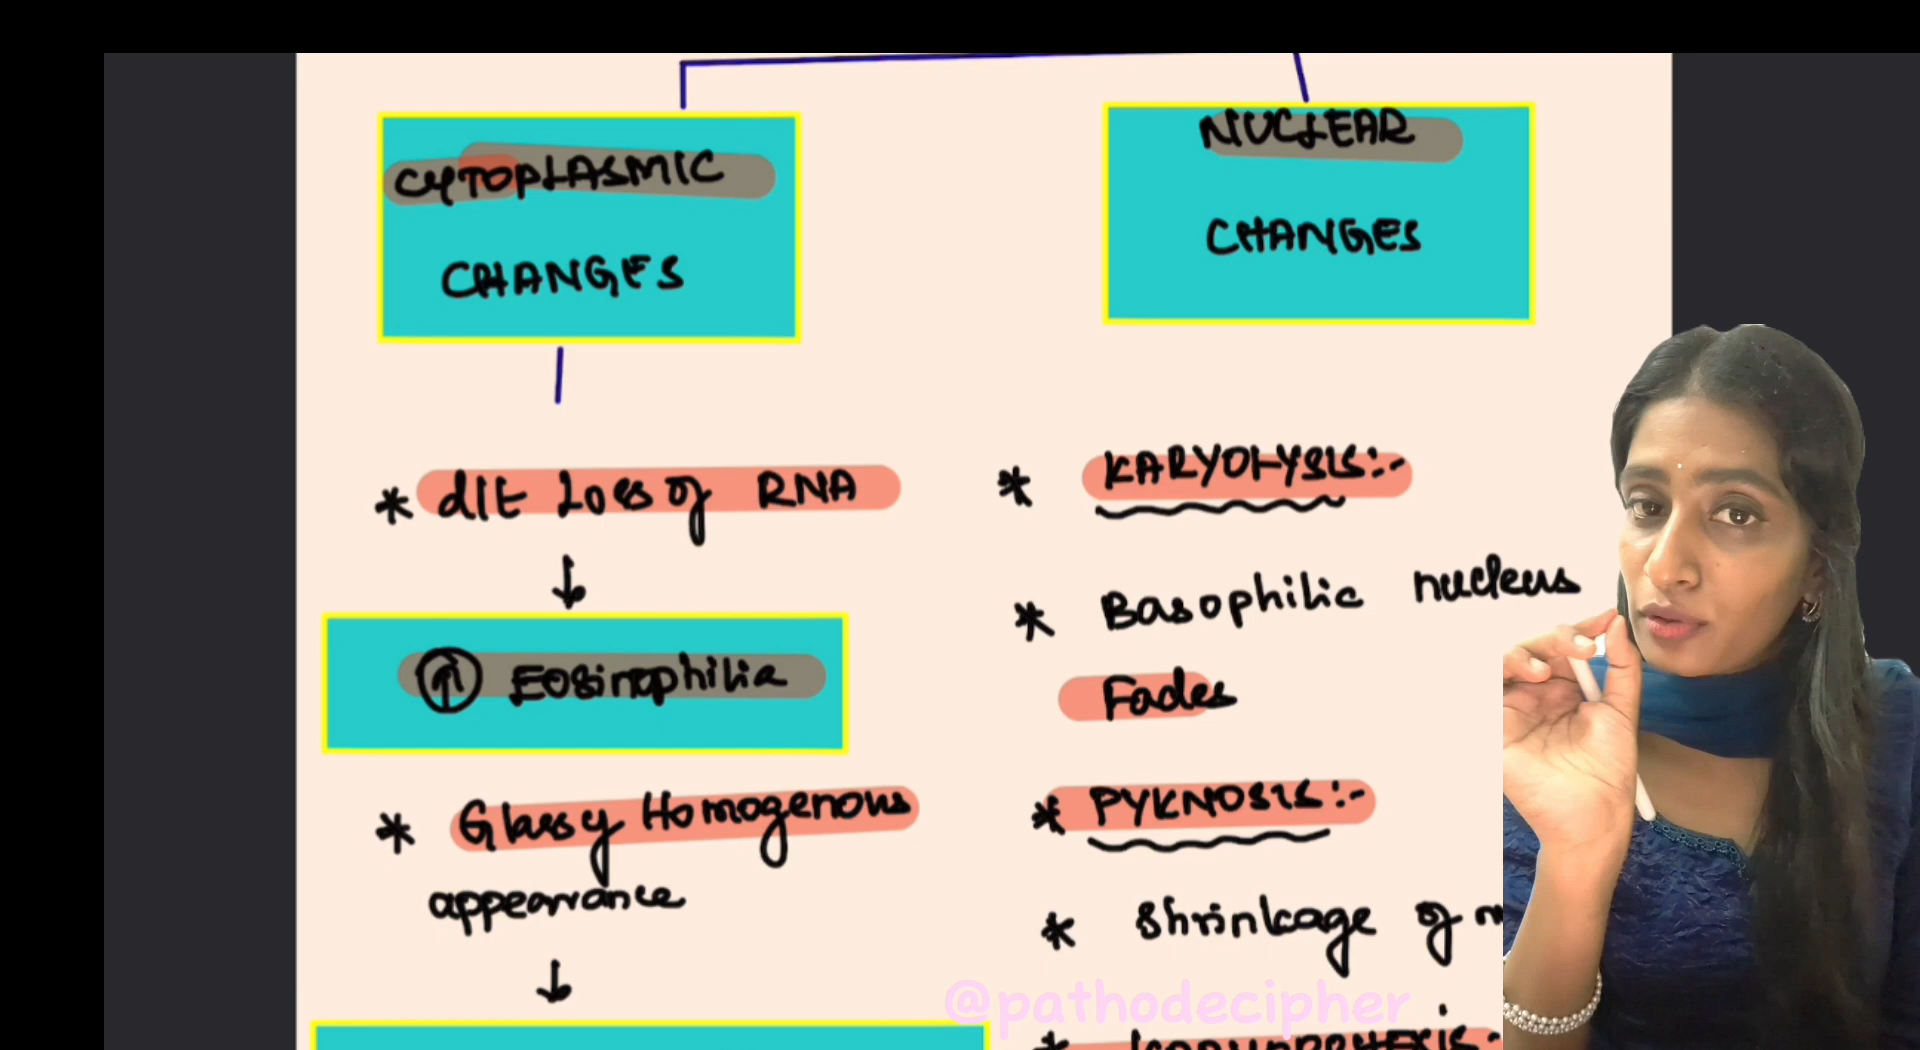 CYTOPLASMIC
CHANGES
* dlt Loss of RNA
↑ Eosinophilia
* Glassy Homogenous
appearance
NUCLEAR
CHANGES
* KARYOLYSIS:-
* Basophilic nucleus
Fades
* PYKNOSIS:-
* Shrinkage of
@pathodecipher